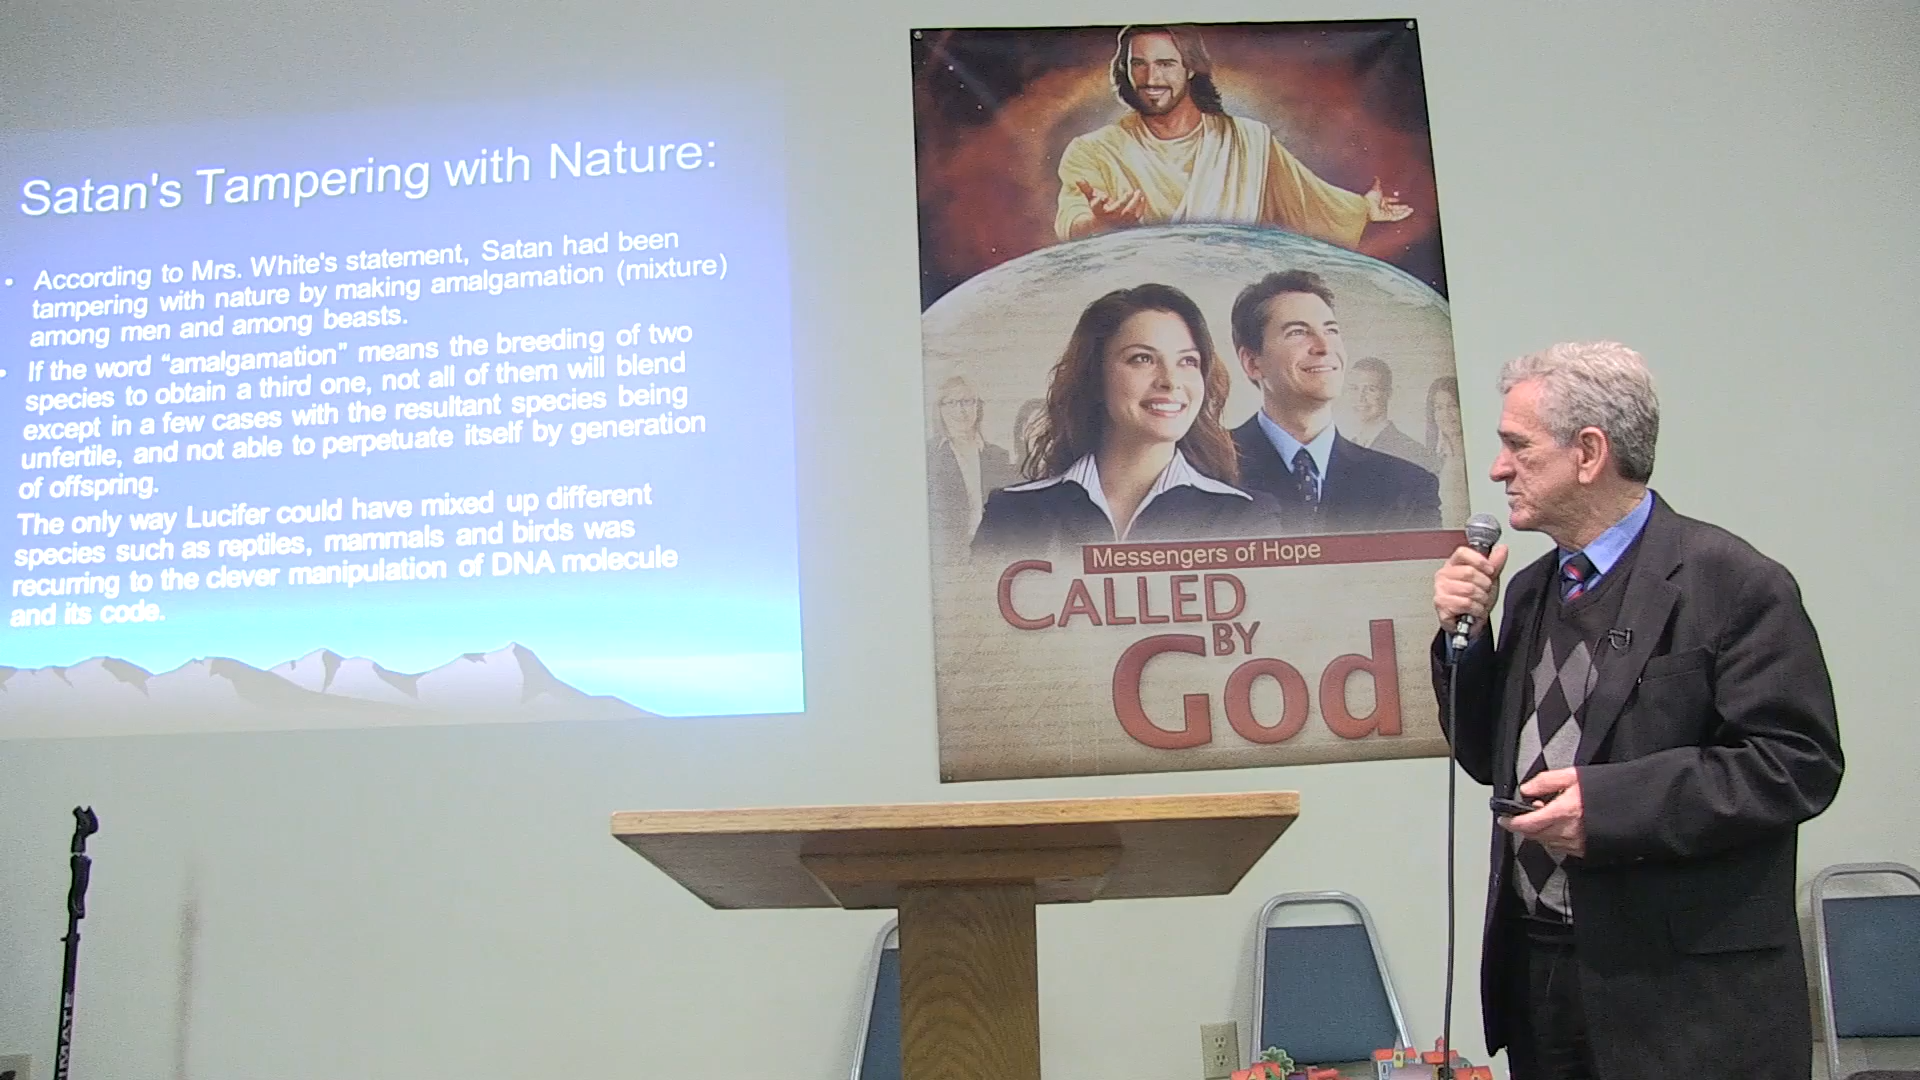 Satan's Tampering with Nature:
• According to Mrs. White's statement, Satan had been
tampering with nature by making amalgamation (mixture)
among men and among beasts.
• If the word “amalgamation” means the breeding of two
species to obtain a third one, not all of them will blend
except in a few cases with the resultant species being
unfertile, and not able to perpetuate itself by generation
of offspring.
The only way Lucifer could have mixed up different
species such as reptiles, mammals and birds was
recurring to the clever manipulation of DNA molecule
and its code.
Messengers of Hope
CALLED
BY
God